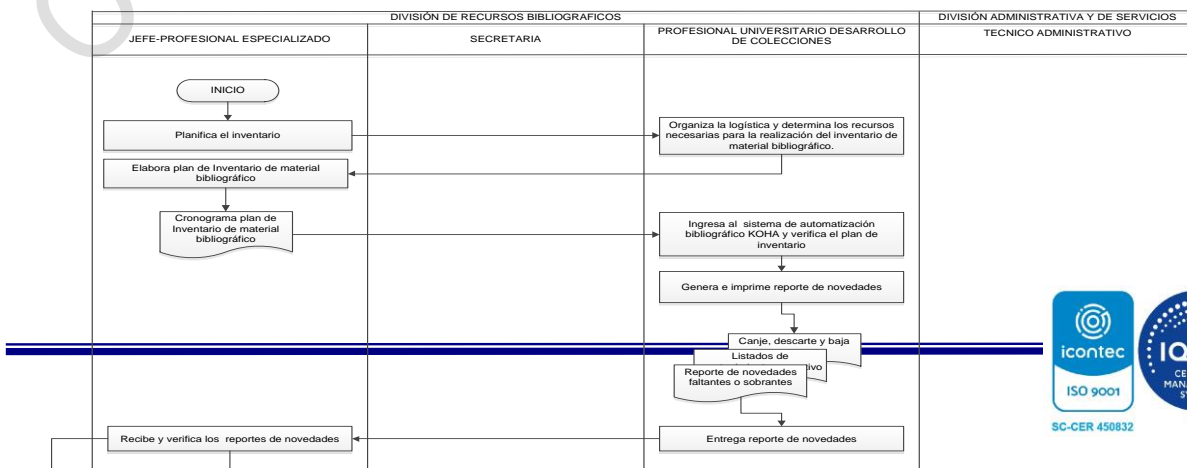 DIVISIÓN DE RECURSOS BIBLIOGRAFICOS
DIVISIÓN ADMINISTRATIVA Y DE SERVICIOS
JEFE-PROFESIONAL ESPECIALIZADO
SECRETARIA
PROFESIONAL UNIVERSITARIO DESARROLLO
DE COLECCIONES
TECNICO ADMINISTRATIVO
INICIO
Planifica el inventario
Organiza la logística y determina los recursos
necesarias para la realización del inventario de
material bibliográfico.
Elabora plan de Inventario de material
bibliográfico
Cronograma plan de
Inventario de material
bibliográfico
Ingresa al sistema de automatización
bibliográfico KOHA y verifica el plan de
inventario
Genera e imprime reporte de novedades
Canje, descarte y baja
Listados de
Reporte de novedades
faltantes o sobrantes
Recibe y verifica los reportes de novedades
Entrega reporte de novedades
icontec
ISO 9001
SC-CER 450832